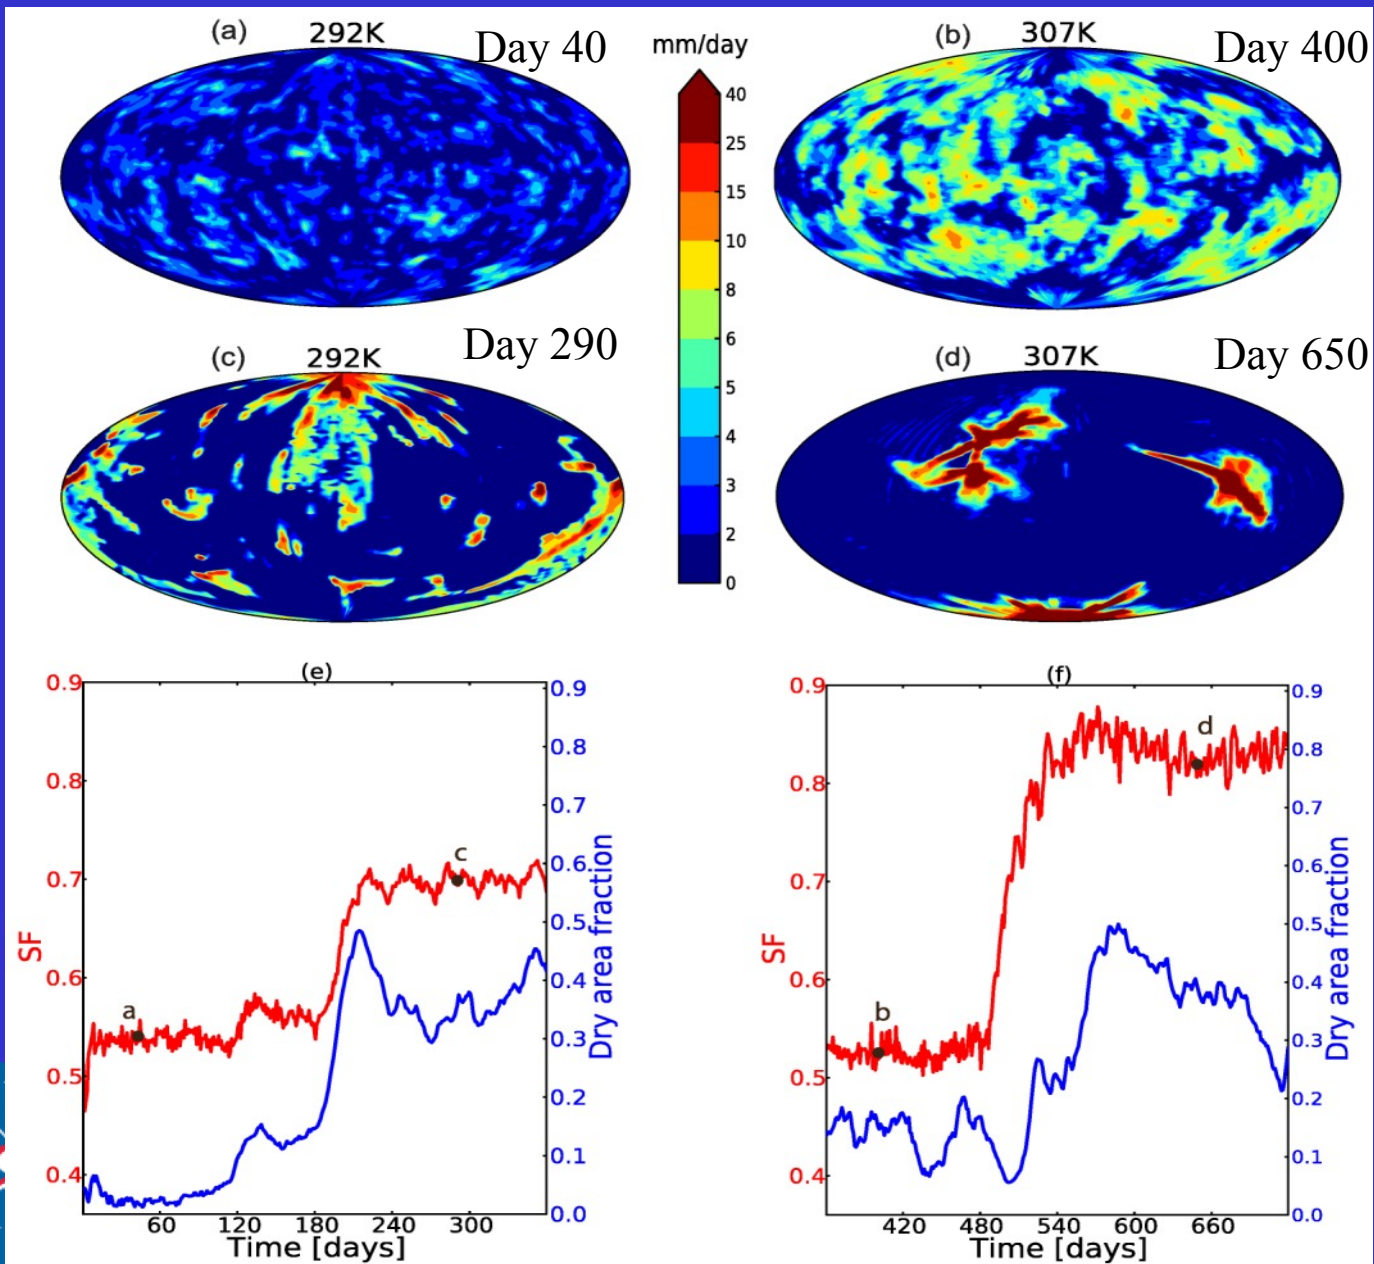 (a) 292K Day 40
mm/day
(b) 307K Day 400
40
25
15
10
8
6
5
4
3
2
0
(c) 292K Day 290
(d) 307K Day 650
(e)
0.9
0.8
0.7
0.6
0.5
0.4
SF
a
c
0.9
0.8
0.7
0.6
0.5
0.4
0.3
0.2
0.1
0.0
Dry area fraction
60 120 180 240 300
Time [days]
(f)
0.9
0.8
0.7
0.6
0.5
0.4
SF
b
d
0.9
0.8
0.7
0.6
0.5
0.4
0.3
0.2
0.1
0.0
Dry area fraction
420 480 540 600 660
Time [days]